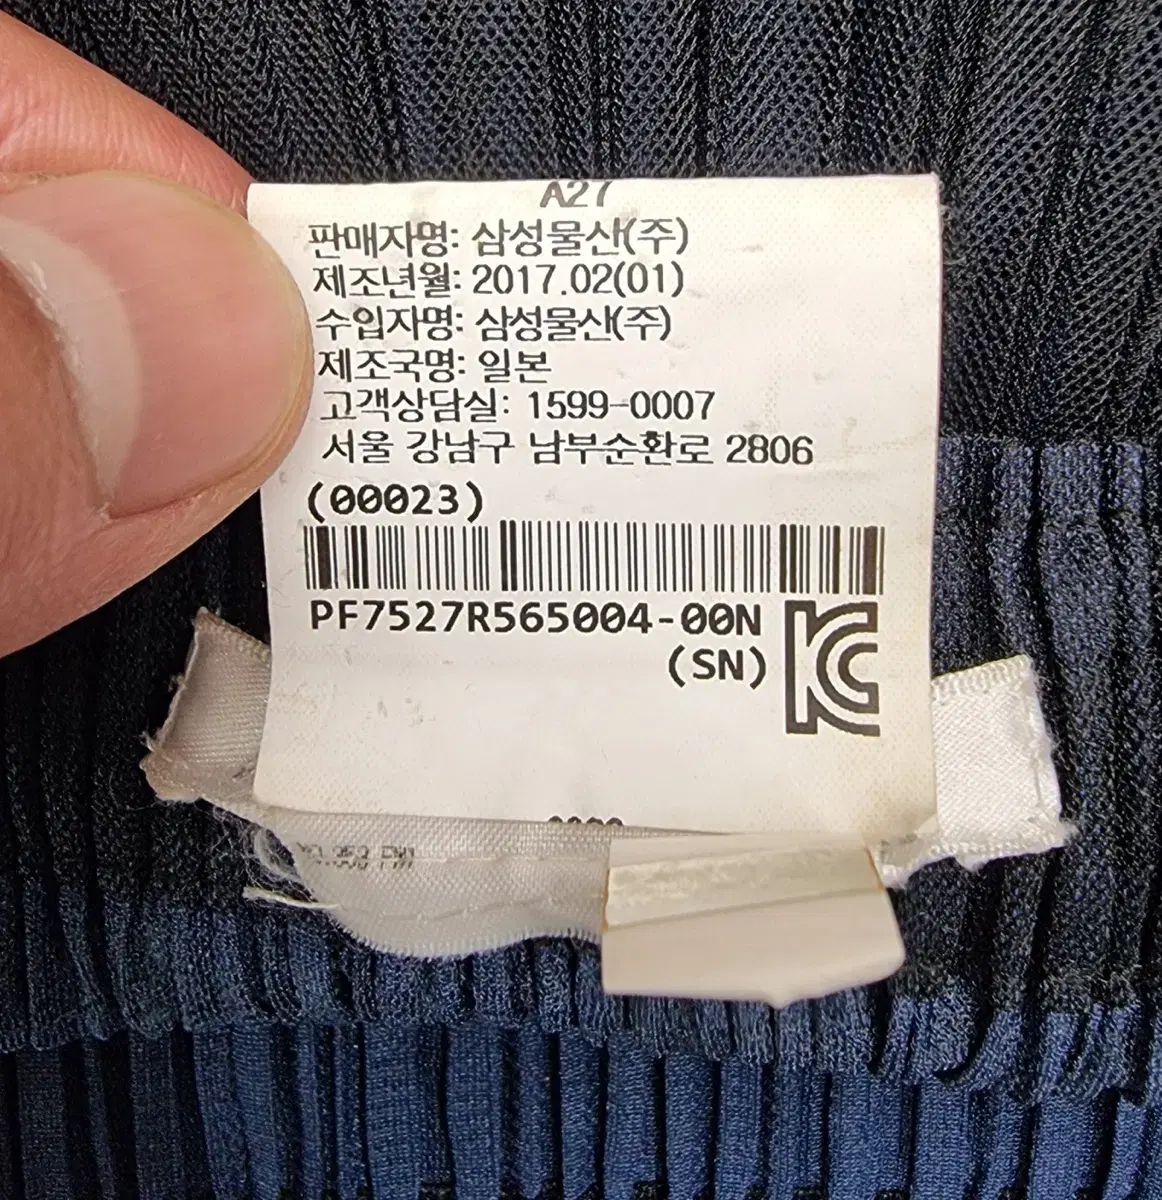 A27
판매자명: 삼성물산(주)
제조년월: 2017.02(01)
수입자명: 삼성물산(주)
제조국명: 일본
고객상담실: 1599-0007
서울 강남구 남부순환로 2806
(00023)
PF7527R565004-00N
(SN)
KC